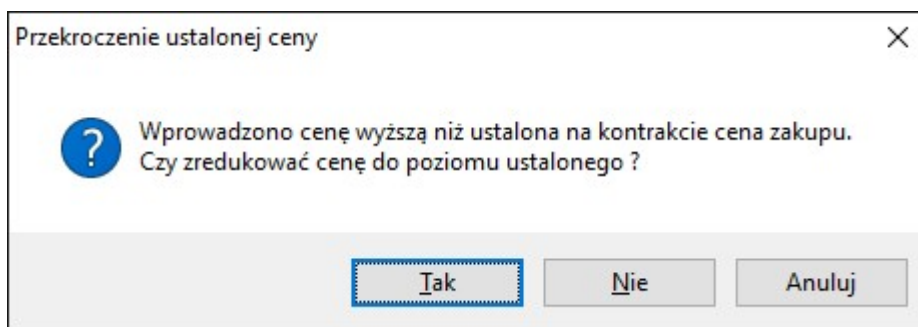 Przekroczenie ustalonej ceny
Wprowadzono cenę wyższą niż ustalona na kontrakcie cena zakupu.
Czy zredukować cenę do poziomu ustalonego ?
Tak
Nie
Anuluj